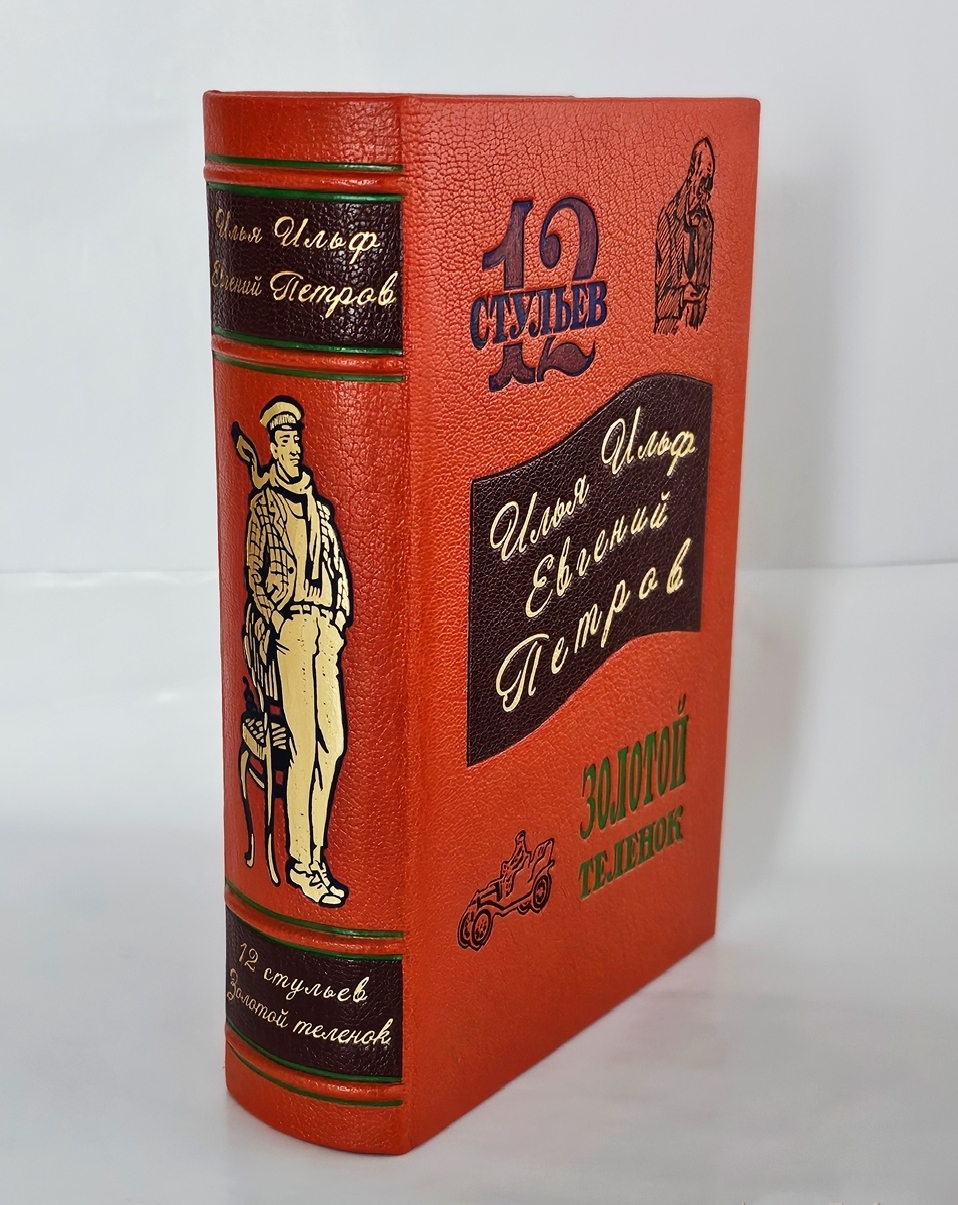 Илья Ильф
Евгений Петров
12 стульев
Золотой теленок
12
СТУЛЬЕВ
Илья Ильф
Евгений
Петров
ЗОЛОТОЙ
ТЕЛЕНОК